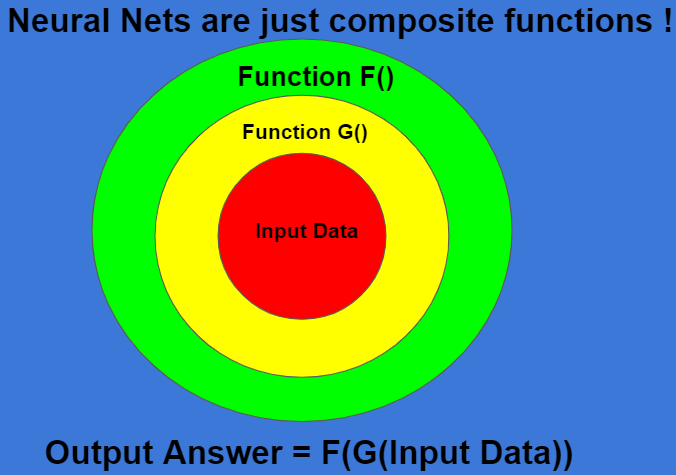 Neural Nets are just composite functions !
Function F()
Function G()
Input Data
Output Answer = F(G(Input Data))